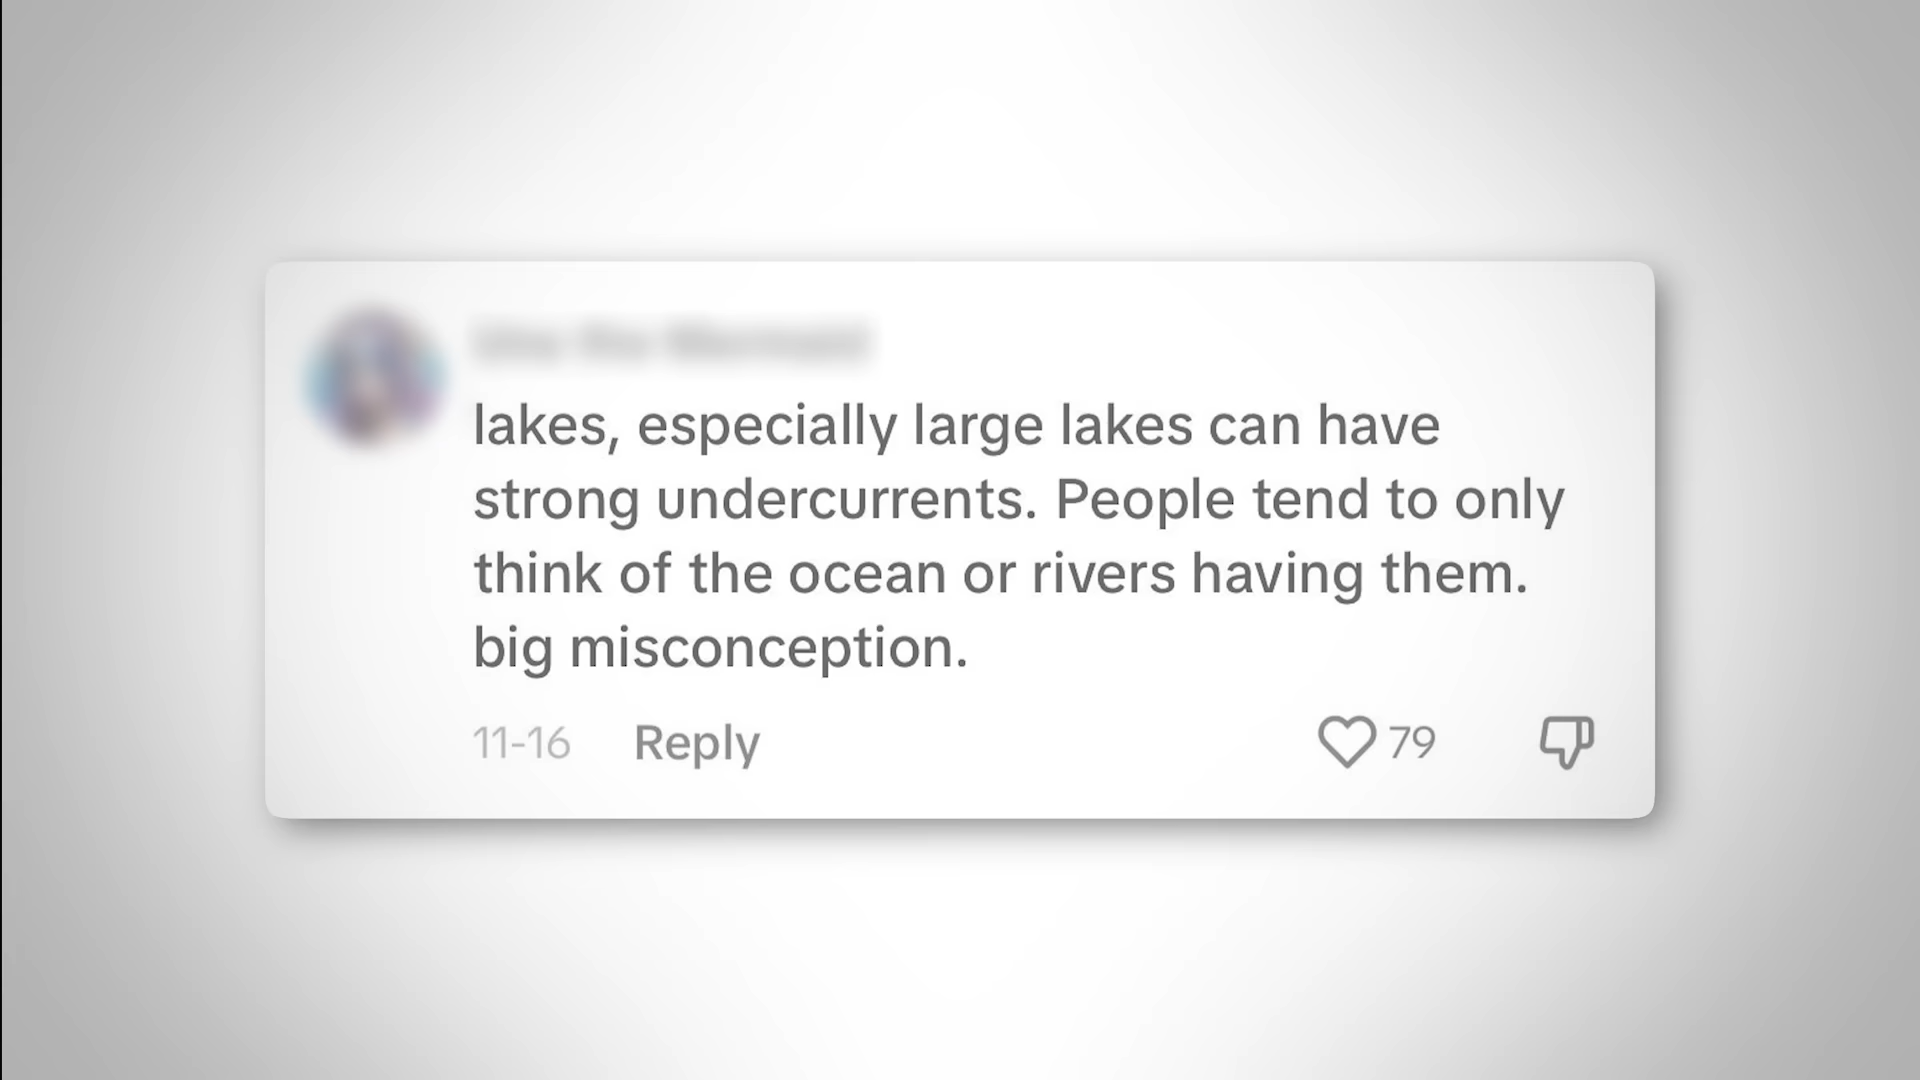 lakes, especially large lakes can have
strong undercurrents. People tend to only
think of the ocean or rivers having them.
big misconception.
11-16 Reply 79